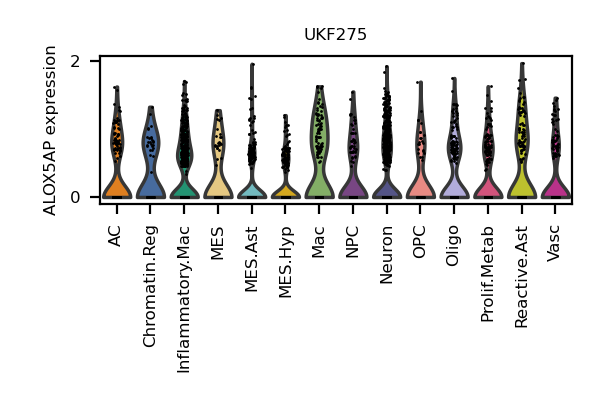 UKF275
ALOX5AP expression
2
0
AC
Chromatin.Reg
Inflammatory.Mac
MES
MES.Ast
MES.Hyp
Mac
NPC
Neuron
OPC
Oligo
Prolif.Metab
Reactive.Ast
Vasc